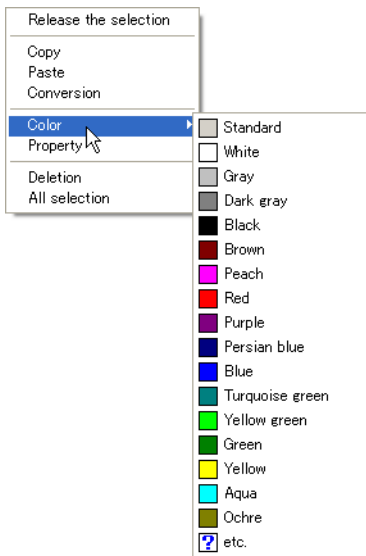 Release the selection
Copy
Paste
Conversion
Color
Property
Deletion
All selection
Standard
White
Gray
Dark gray
Black
Brown
Peach
Red
Purple
Persian blue
Blue
Turquoise green
Yellow green
Green
Yellow
Aqua
Ochre
? etc.